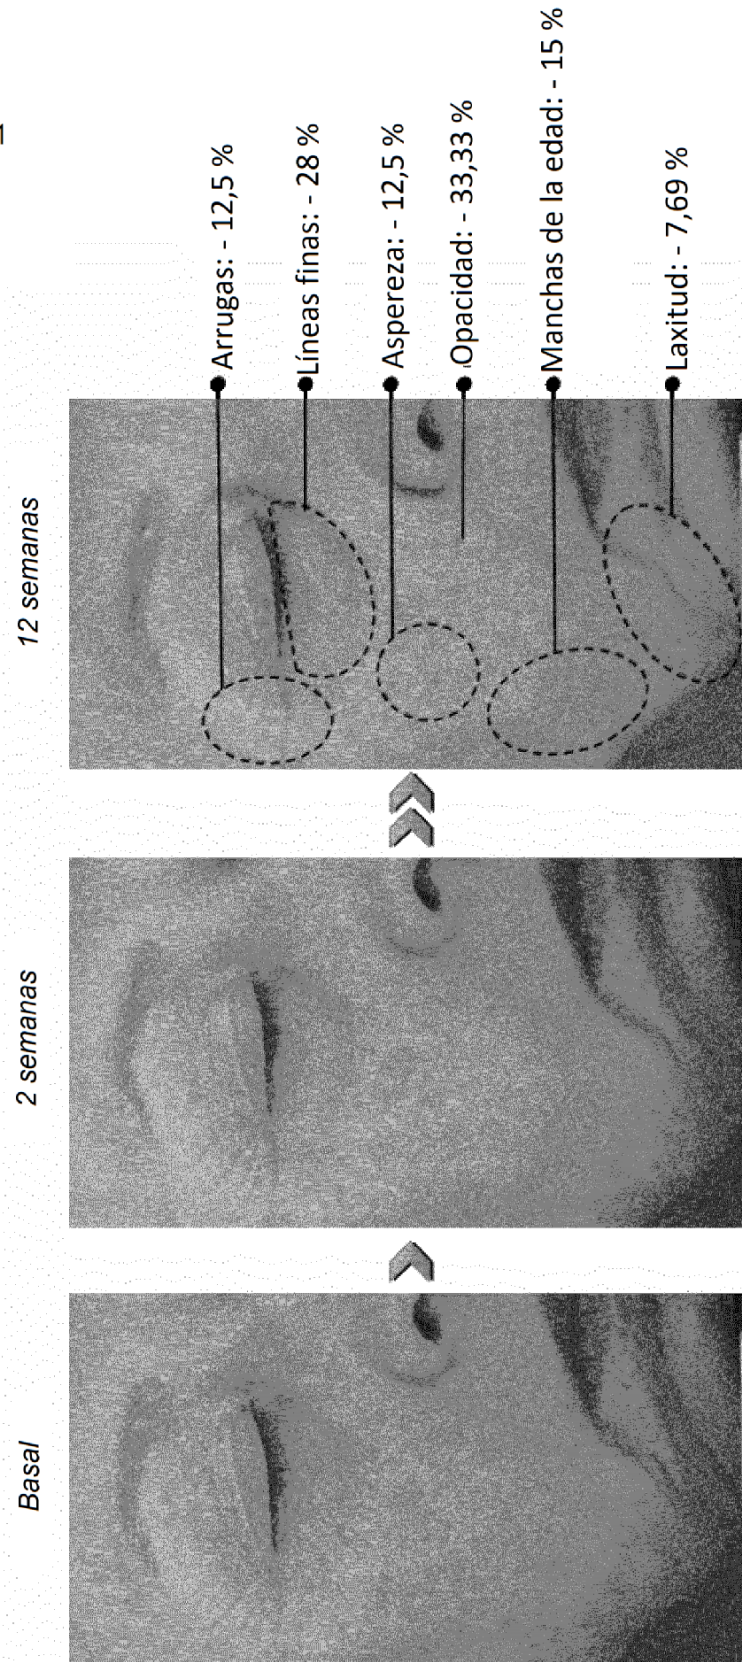 Basal
2 semanas
12 semanas
Arrugas: - 12,5 %
Líneas finas: - 28 %
Aspereza: - 12,5 %
Opacidad: - 33,33 %
Manchas de la edad: - 15 %
Laxitud: - 7,69 %